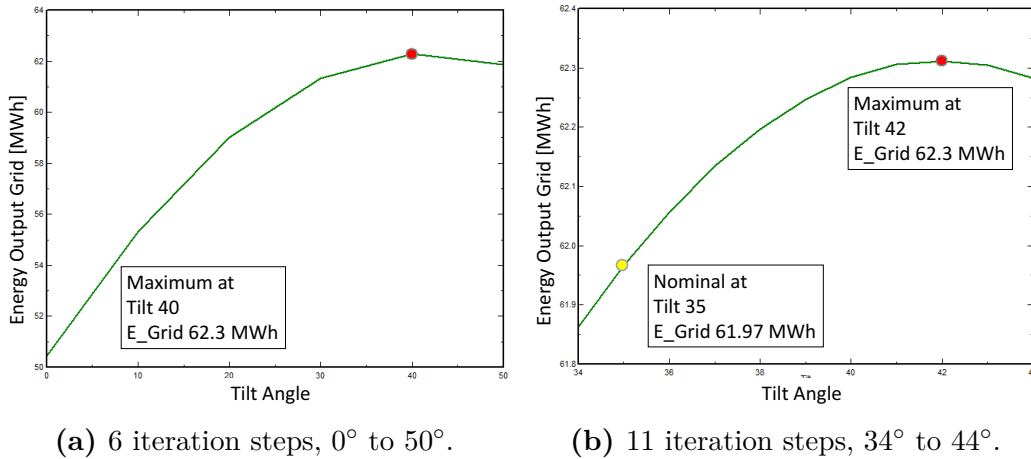 64
62
60
58
56
54
52
50
Energy Output Grid [MWh]
Maximum at
Tilt 40
E_Grid 62.3 MWh
0
10
20
30
40
50
Tilt Angle
(a) 6 iteration steps, 0° to 50°.
62.4
62.3
62.2
62.1
62.0
61.9
61.8
Energy Output Grid [MWh]
Maximum at
Tilt 42
E_Grid 62.3 MWh
Nominal at
Tilt 35
E_Grid 61.97 MWh
34
36
38
40
42
Tilt Angle
(b) 11 iteration steps, 34° to 44°.